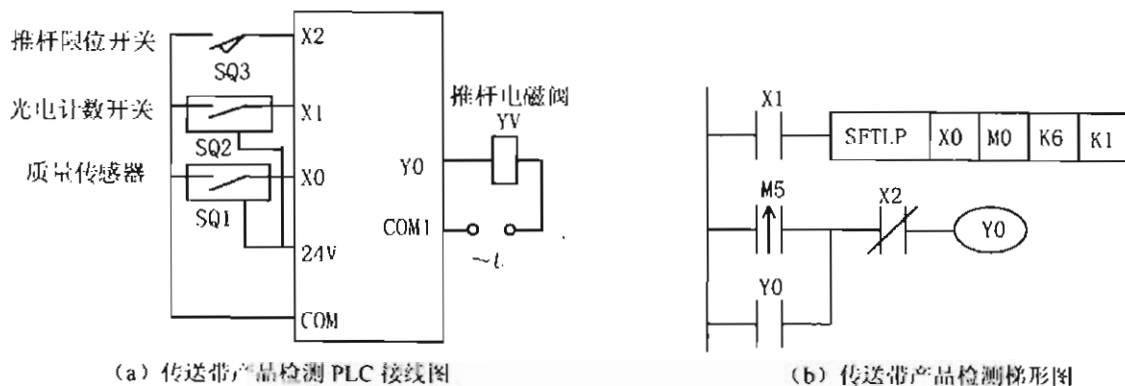 推杆限位开关
X2
SQ3
光电计数开关
X1
SQ2
质量传感器
X0
SQ1
24V
COM
推杆电磁阀
YV
Y0
COM1
(a) 传送带产品检测 PLC 接线图
X1
SFTLP X0 M0 K6 K1
M5
X2
Y0
Y0
(b) 传送带产品检测梯形图